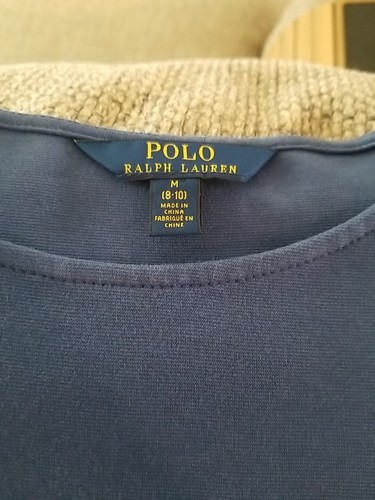 POLO
RALPH LAUREN
M
(8-10)
MADE IN
CHINA
FABRIQUÉ EN
CHINE